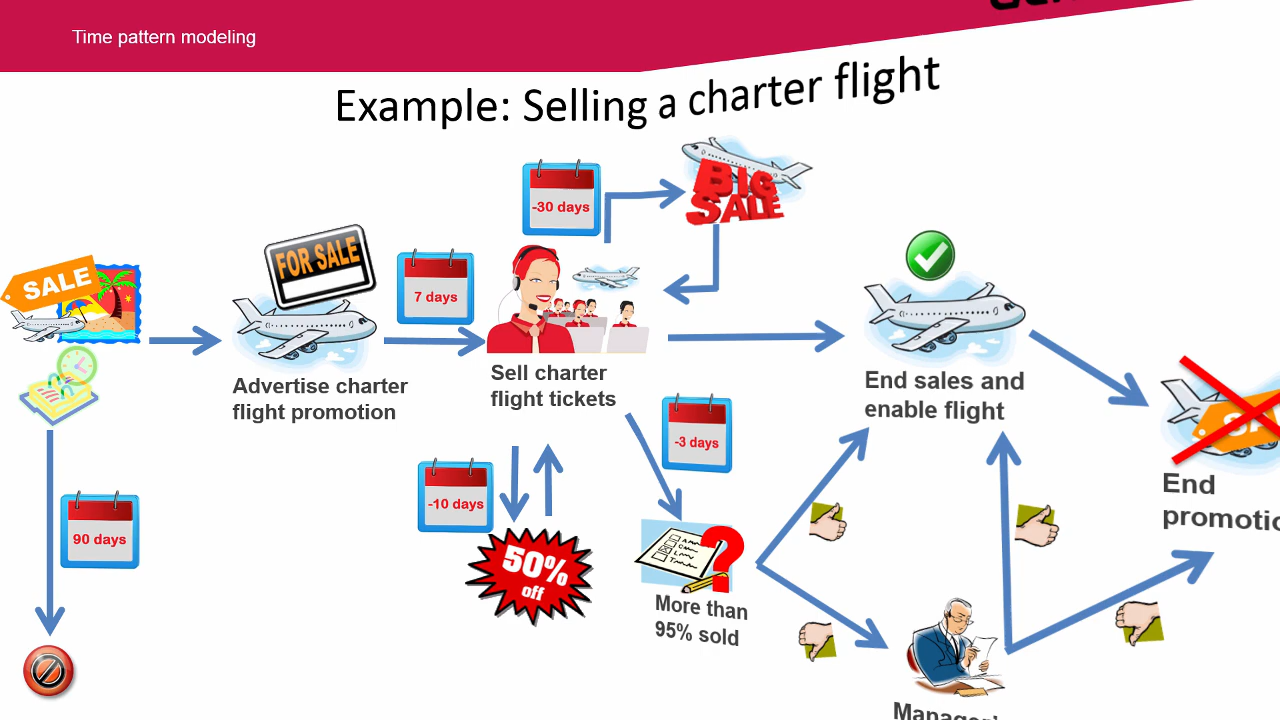 Time pattern modeling
Example: Selling a charter flight
-30 days
BIG
SALE
FOR SALE
SALE
7 days
Advertise charter
flight promotion
Sell charter
flight tickets
End sales and
enable flight
-3 days
-10 days
90 days
50%
off
More than
95% sold
End